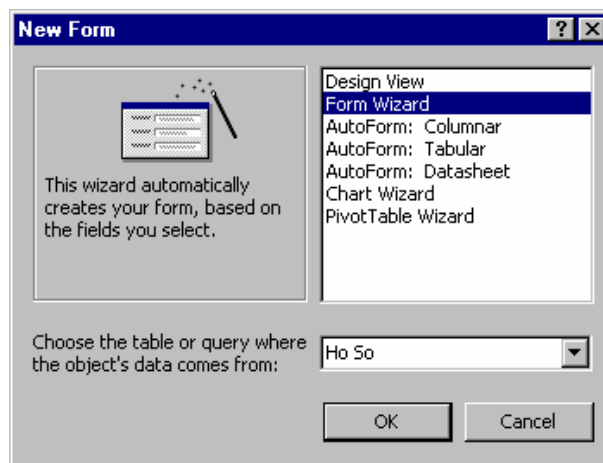 New Form
This wizard automatically
creates your form, based on
the fields you select.
Design View
Form Wizard
AutoForm: Columnar
AutoForm: Tabular
AutoForm: Datasheet
Chart Wizard
PivotTable Wizard
Choose the table or query where
the object's data comes from:
Ho So
OK
Cancel